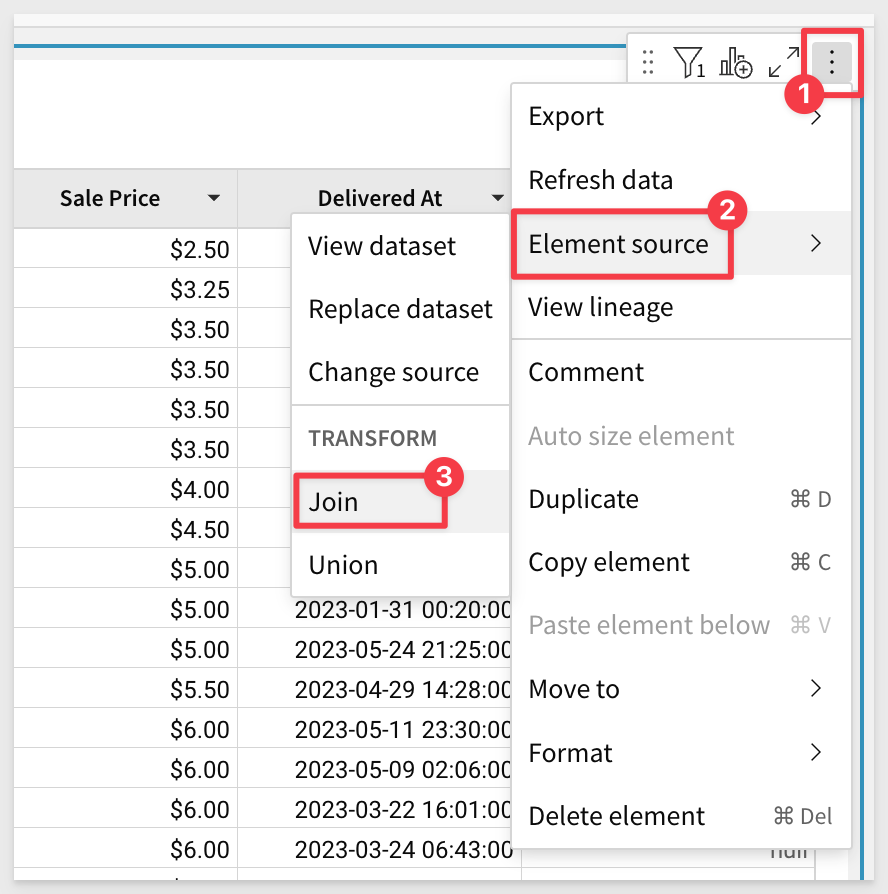 1
1
Export
Refresh data
2
Sale Price
Delivered At
$2.50
View dataset
Element source
$3.25
Replace dataset
View lineage
$3.50
$3.50
Change source
Comment
$3.50
TRANSFORM
Auto size element
$3.50
3
$4.00
Join
Duplicate
⌘ D
$4.50
$5.00
Union
Copy element
⌘ C
$5.00
2023-01-31 00:20:00
Paste element below
⌘ V
$5.00
2023-05-24 21:25:00
$5.50
2023-04-29 14:28:00
Move to
$6.00
2023-05-11 23:30:00
Format
$6.00
2023-05-09 02:06:00
$6.00
2023-03-22 16:01:00
Delete element
⌘ Del
$6.00
2023-03-24 06:43:00
null